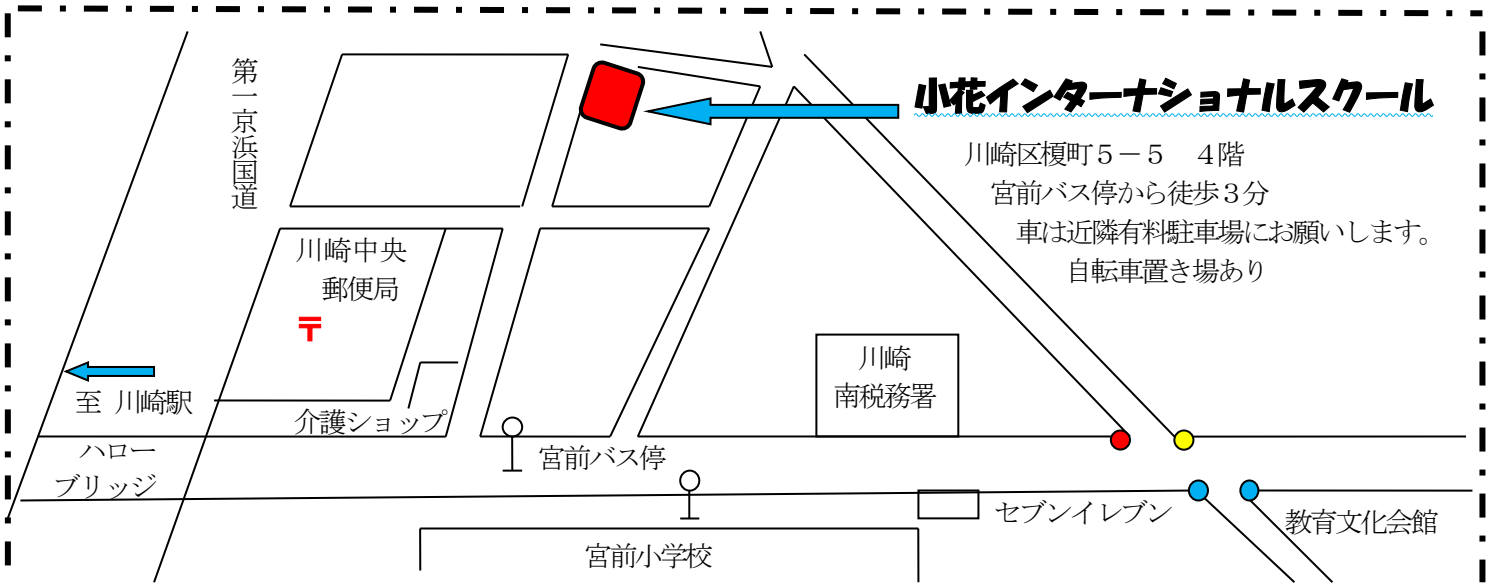 第一京浜国道
小花インターナショナルスクール
川崎区榎町５－５　４階
宮前バス停から徒歩３分
車は近隣有料駐車場にお願いします。
自転車置き場あり
川崎中央
郵便局
〒
川崎
南税務署
至 川崎駅
介護ショップ
ハロー
ブリッジ
宮前バス停
セブンイレブン
教育文化会館
宮前小学校